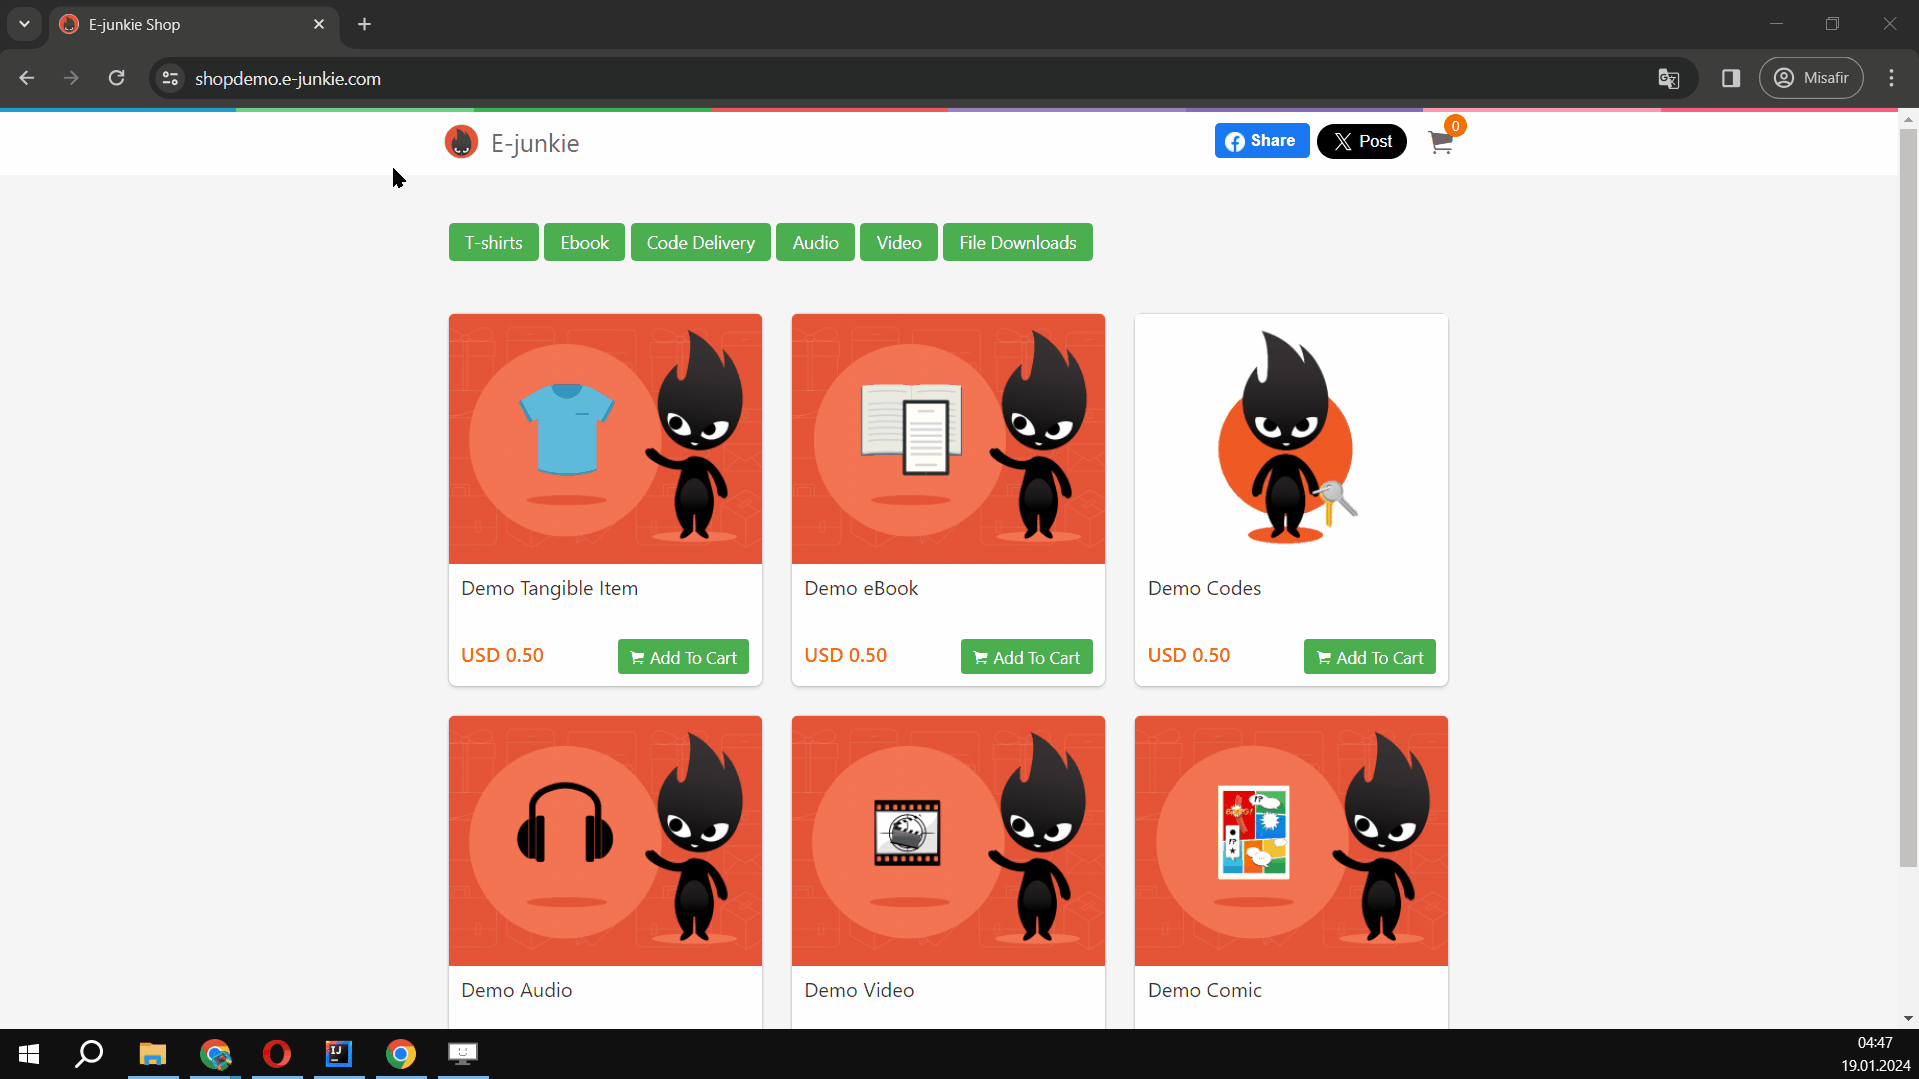 E-junkie Shop
shopdemo.e-junkie.com
Misafir
E-junkie
Share
Post
0
T-shirts
Ebook
Code Delivery
Audio
Video
File Downloads
Demo Tangible Item
Demo eBook
Demo Codes
USD 0.50
Add To Cart
USD 0.50
Add To Cart
USD 0.50
Add To Cart
Demo Audio
Demo Video
Demo Comic
IJ
04:47
19.01.2024